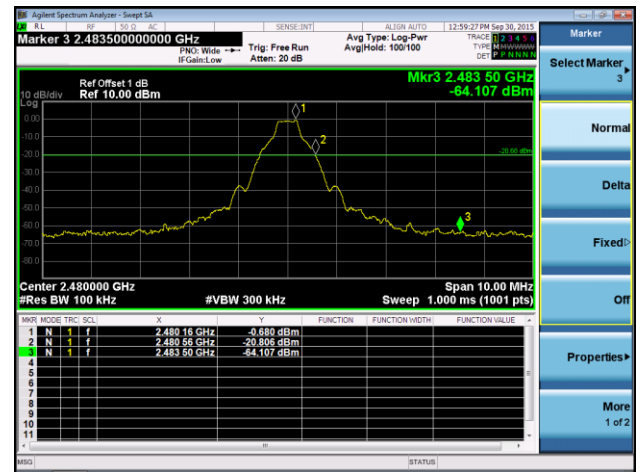 Agilent Spectrum Analyzer - Swept SA
RL RF 50 Ω AC SENSE:INT ALIGN AUTO 12:59:27 PM Sep 30, 2015
Marker 3 2.483500000000 GHz
PNO: Wide
IFGain:Low
Trig: Free Run
Atten: 20 dB
Avg Type: Log-Pwr
Avg|Hold: 100/100
TRACE 1 2 3 4 5 6
TYPE MWWWWW
DET P P N N N N
Ref Offset 1 dB
Ref 10.00 dBm
10 dB/div
Log
Mkr3 2.483 50 GHz
-64.107 dBm
0.00
-10.0
-20.0
-30.0
-40.0
-50.0
-60.0
-70.0
-80.0
1
2
3
-20.60 dBm
Center 2.480000 GHz
Span 10.00 MHz
#Res BW 100 kHz
#VBW 300 kHz
Sweep 1.000 ms (1001 pts)
MKR MODE TRC SCL X Y FUNCTION FUNCTION WIDTH FUNCTION VALUE
1 N 1 f 2.480 16 GHz -0.680 dBm
2 N 1 f 2.480 56 GHz -20.806 dBm
3 N 1 f 2.483 50 GHz -64.107 dBm
4
5
6
7
8
9
10
11
MSG
STATUS
Marker
Select Marker
3
Normal
Delta
Fixed
Off
Properties
More
1 of 2